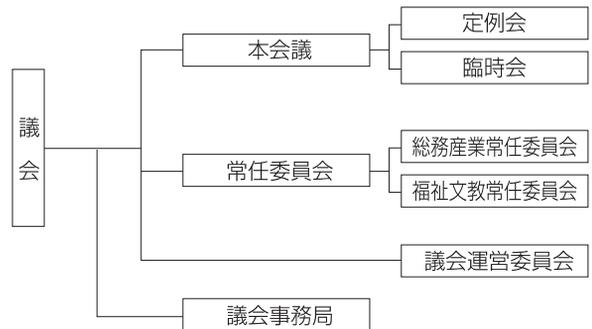 議会
本会議
定例会
臨時会
常任委員会
総務産業常任委員会
福祉文教常任委員会
議会運営委員会
議会事務局